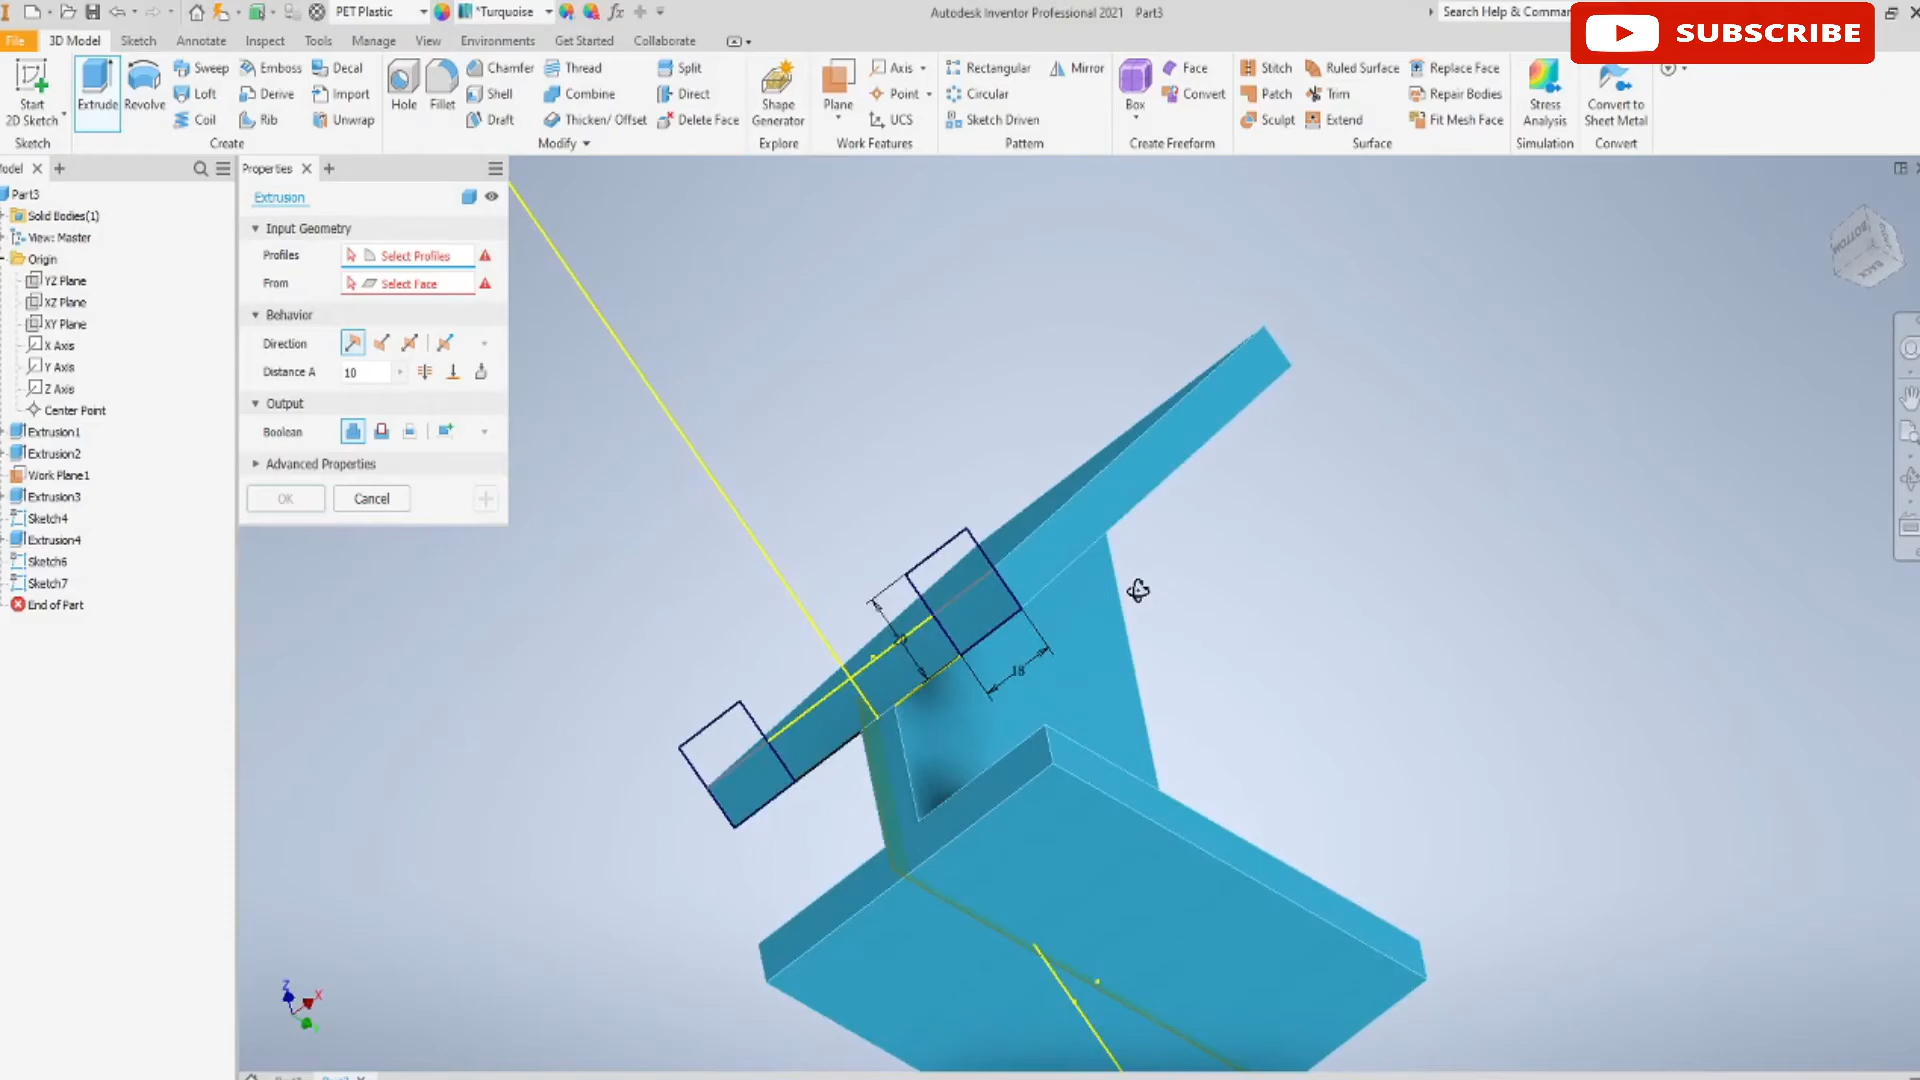 PET Plastic
*Turquoise
Autodesk Inventor Professional 2021 Part3
Search Help & Comman
SUBSCRIBE
File 3D Model Sketch Annotate Inspect Tools Manage View Environments Get Started Collaborate
Start
2D Sketch
Sketch
Extrude
Revolve
Sweep
Loft
Coil
Emboss
Derive
Rib
Decal
Import
Unwrap
Create
Hole
Fillet
Chamfer
Shell
Draft
Thread
Combine
Thicken/ Offset
Split
Direct
Delete Face
Modify
Shape
Generator
Explore
Plane
Axis
Point
UCS
Work Features
Rectangular
Circular
Sketch Driven
Mirror
Pattern
Box
Face
Convert
Create Freeform
Stitch
Patch
Sculpt
Ruled Surface
Trim
Extend
Replace Face
Repair Bodies
Fit Mesh Face
Surface
Stress
Analysis
Simulation
Convert to
Sheet Metal
Convert
Part3
Solid Bodies(1)
View: Master
Origin
YZ Plane
XZ Plane
XY Plane
X Axis
Y Axis
Z Axis
Center Point
Extrusion1
Extrusion2
Work Plane1
Extrusion3
Sketch4
Extrusion4
Sketch6
Sketch7
End of Part
Properties
Extrusion
Input Geometry
Profiles Select Profiles
From Select Face
Behavior
Direction
Distance A 10
Output
Boolean
Advanced Properties
OK Cancel
BOTTOM
BACK
18
Z
X